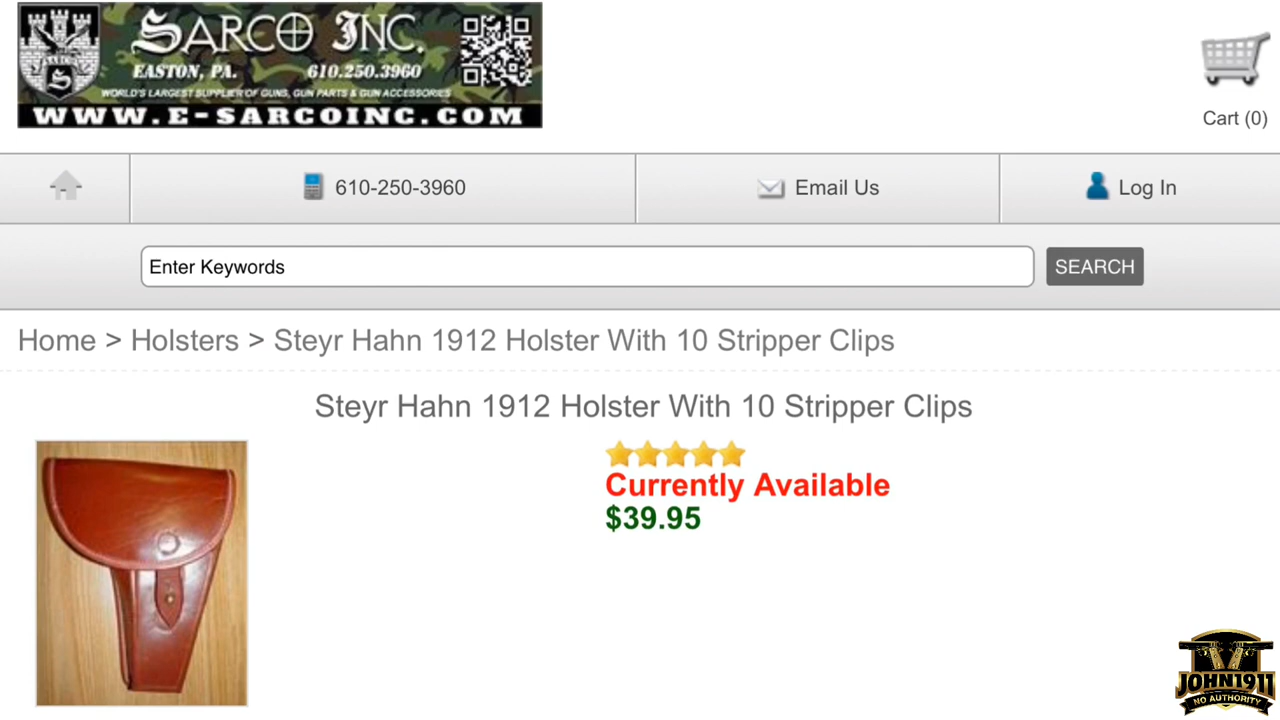 SARCO INC.
EASTON, PA. 610.250.3960
WORLD'S LARGEST SUPPLIER OF GUNS, GUN PARTS & GUN ACCESSORIES
WWW.E-SARCOINC.COM
SARCO
S
Cart (0)
610-250-3960
Email Us
Log In
Enter Keywords
SEARCH
Home > Holsters > Steyr Hahn 1912 Holster With 10 Stripper Clips
Steyr Hahn 1912 Holster With 10 Stripper Clips
Currently Available
$39.95
JOHN1911
NO AUTHORITY